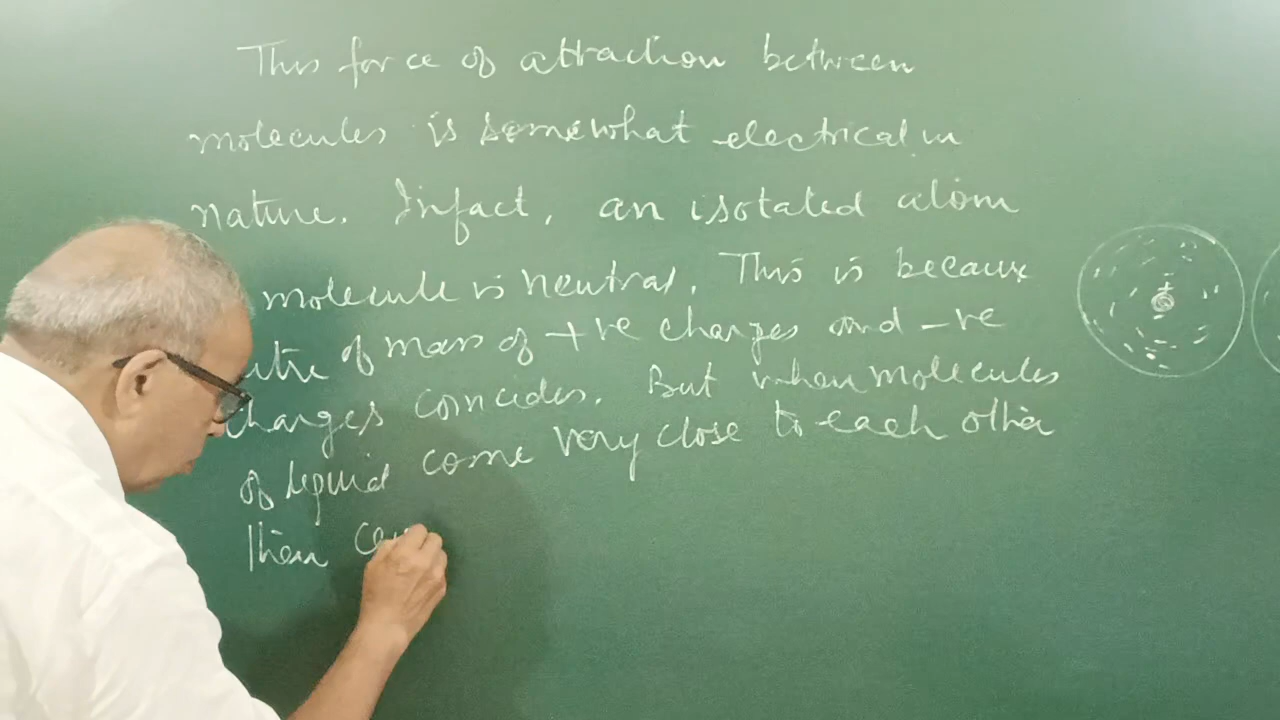 This force of attraction between
molecules is somewhat electrical in
nature. Infact, an isolated atom
molecule is neutral. This is because
of mass of +ve charges and -ve
charges coincides. But when molecules
of liquid come very close to each other
then